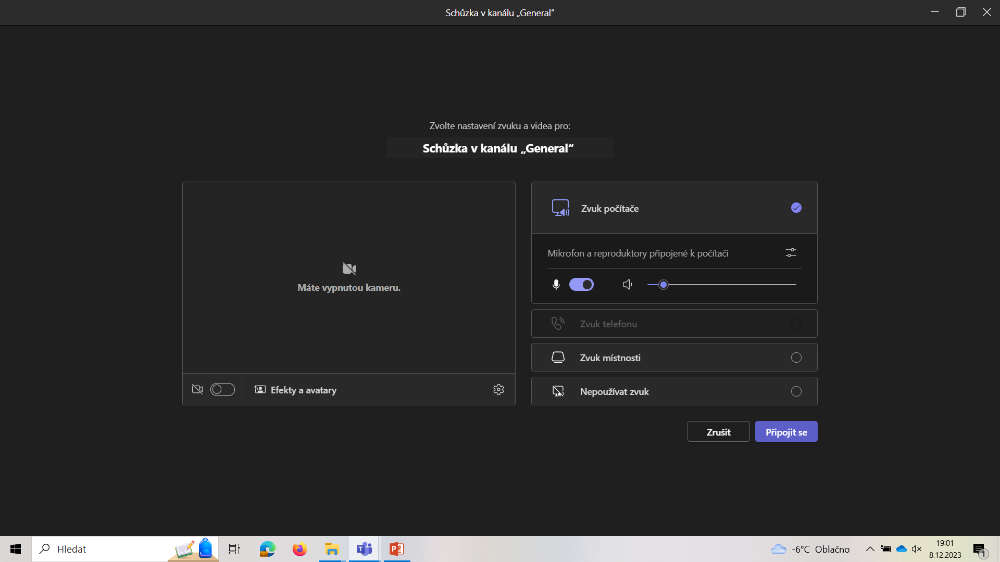 Schůzka v kanálu „General“
Zvolte nastavení zvuku a videa pro:
Schůzka v kanálu „General“
Máte vypnutou kameru.
Efekty a avatary
Zvuk počítače
Mikrofon a reproduktory připojené k počítači
Zvuk telefonu
Zvuk místnosti
Nepoužívat zvuk
Zrušit
Připojit se
Hledat
-6°C Oblačno
19:01
8.12.2023
1